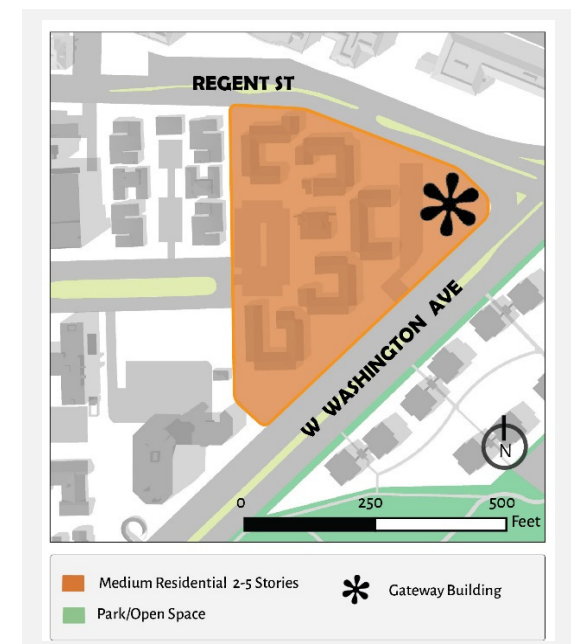 REGENT ST
W WASHINGTON AVE
N
0 250 500
Feet
Medium Residential 2-5 Stories
Gateway Building
Park/Open Space